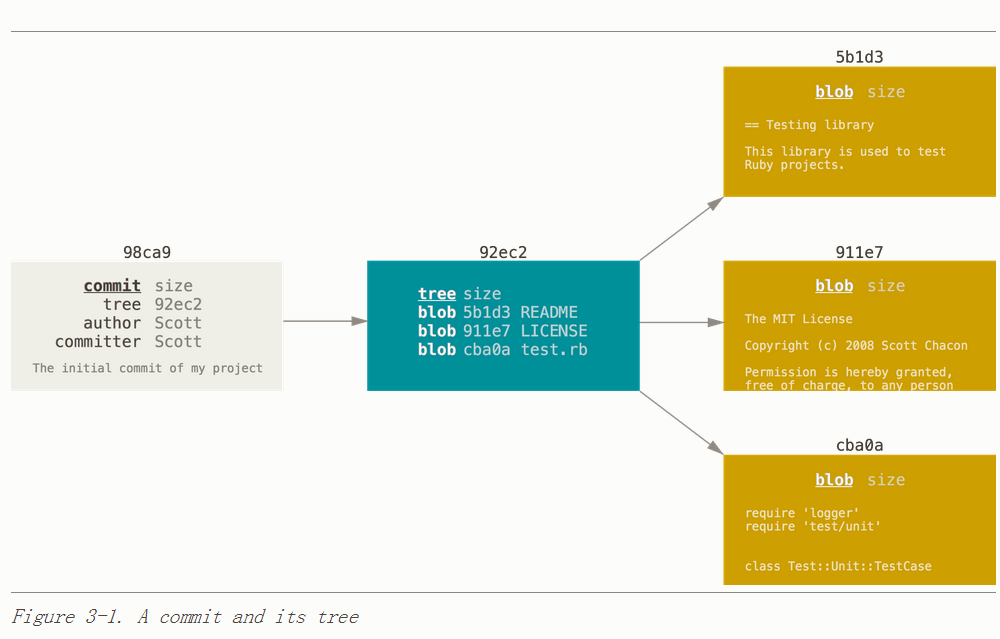 98ca9
commit size
tree 92ec2
author Scott
committer Scott
The initial commit of my project
92ec2
tree size
blob 5b1d3 README
blob 911e7 LICENSE
blob cba0a test.rb
5b1d3
blob size
== Testing library
This library is used to test
Ruby projects.
911e7
blob size
The MIT License
Copyright (c) 2008 Scott Chacon
Permission is hereby granted,
free of charge, to any person
cba0a
blob size
require 'logger'
require 'test/unit'
class Test::Unit::TestCase
Figure 3-1. A commit and its tree